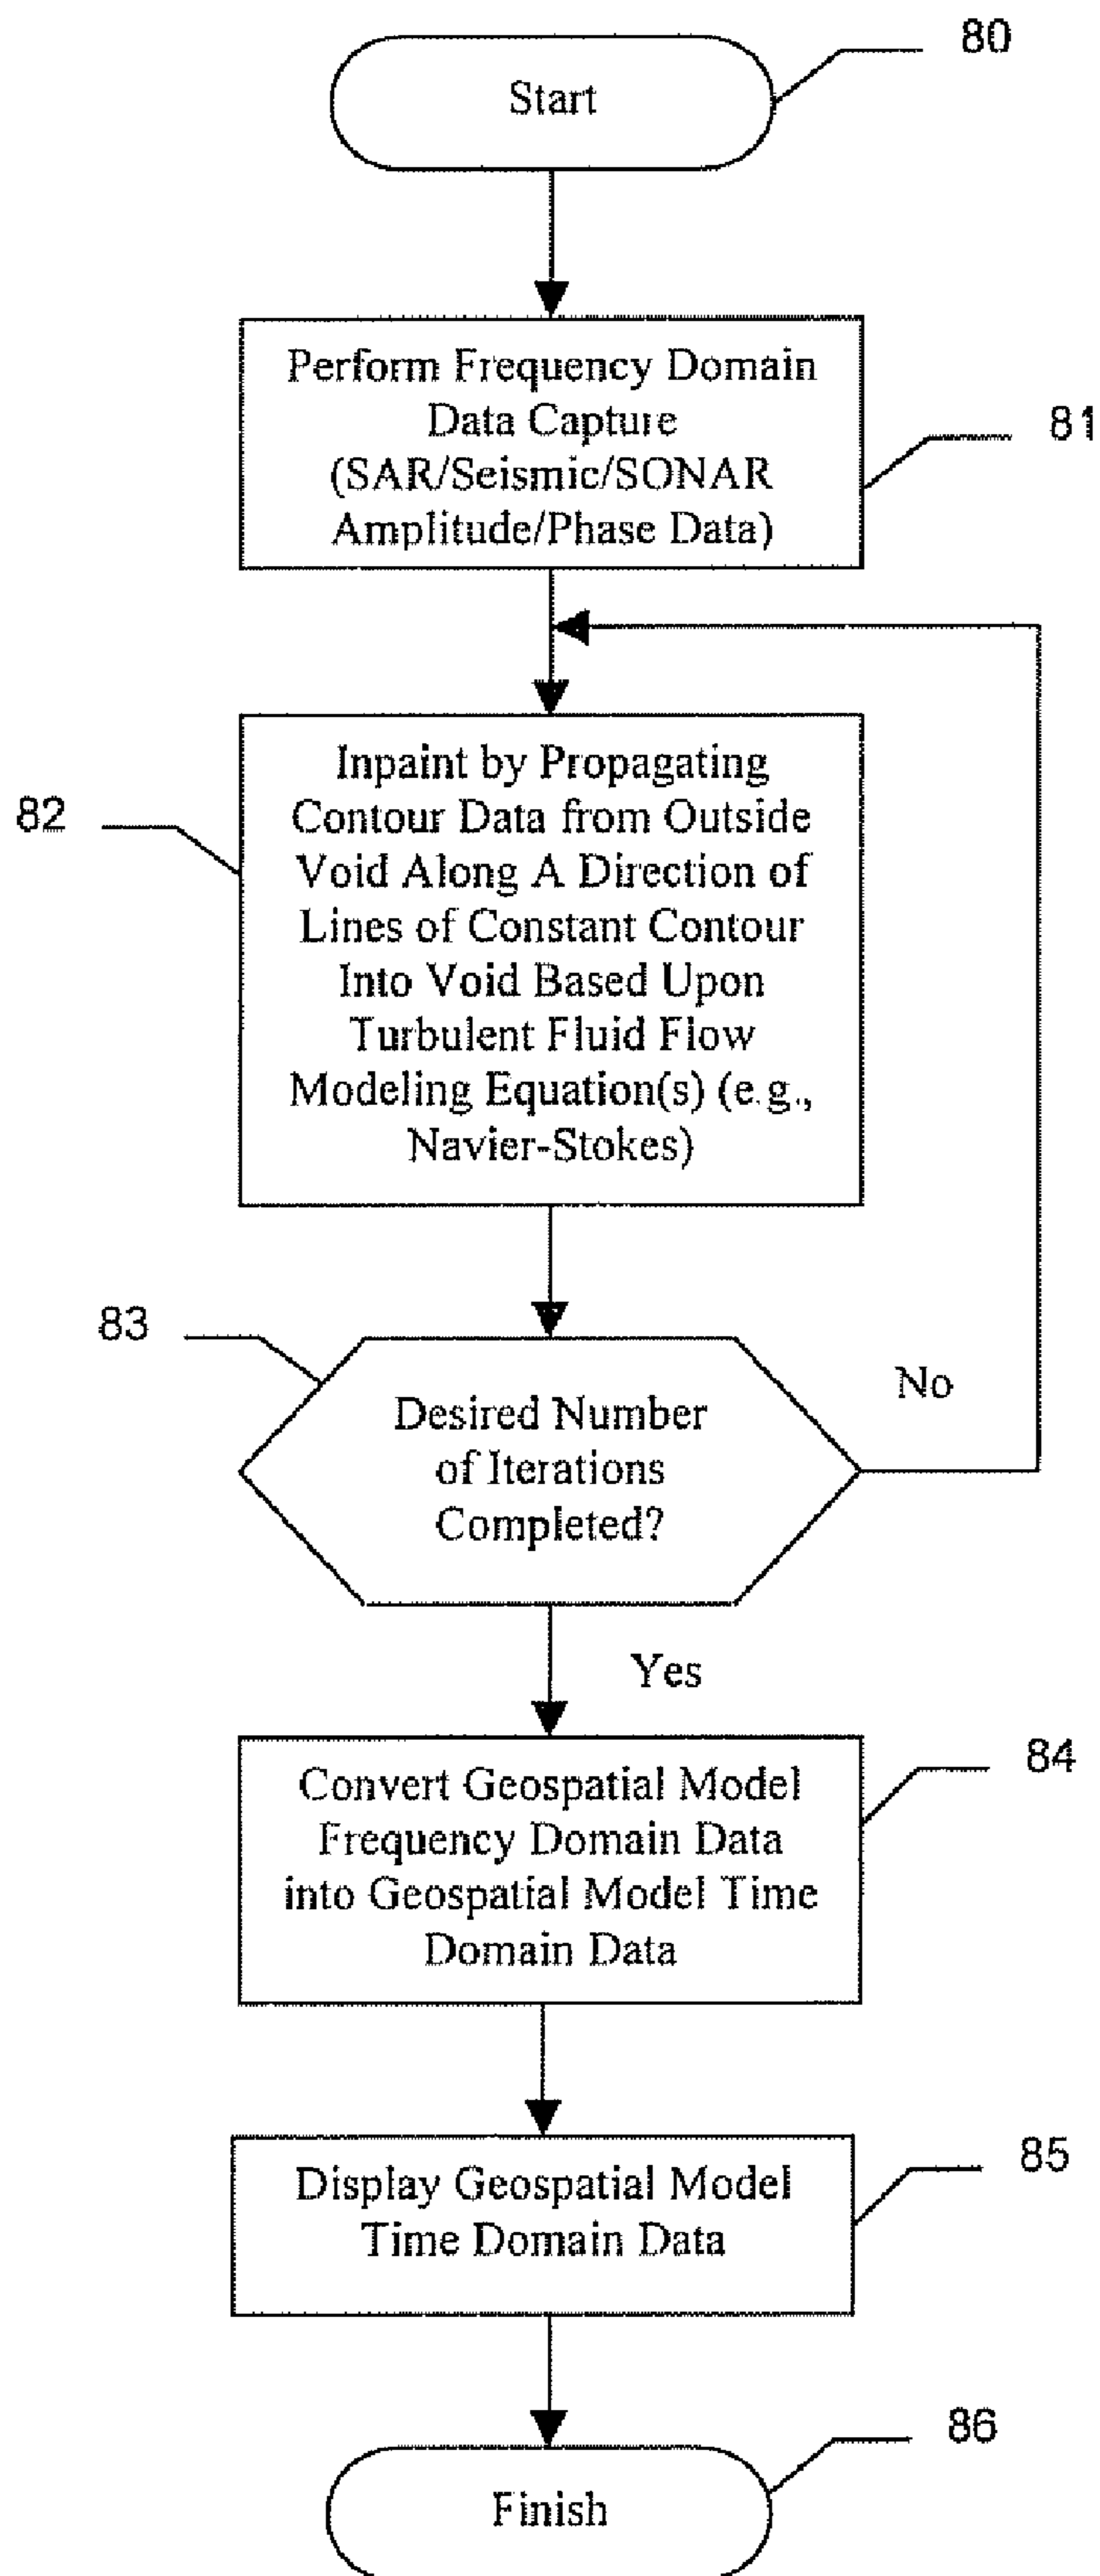 80
Start
Perform Frequency Domain
Data Capture
(SAR/Seismic/SONAR
Amplitude/Phase Data)
81
82
Inpaint by Propagating
Contour Data from Outside
Void Along A Direction of
Lines of Constant Contour
Into Void Based Upon
Turbulent Fluid Flow
Modeling Equation(s) (e.g.,
Navier-Stokes)
83
Desired Number
of Iterations
Completed?
No
Yes
84
Convert Geospatial Model
Frequency Domain Data
into Geospatial Model Time
Domain Data
85
Display Geospatial Model
Time Domain Data
86
Finish